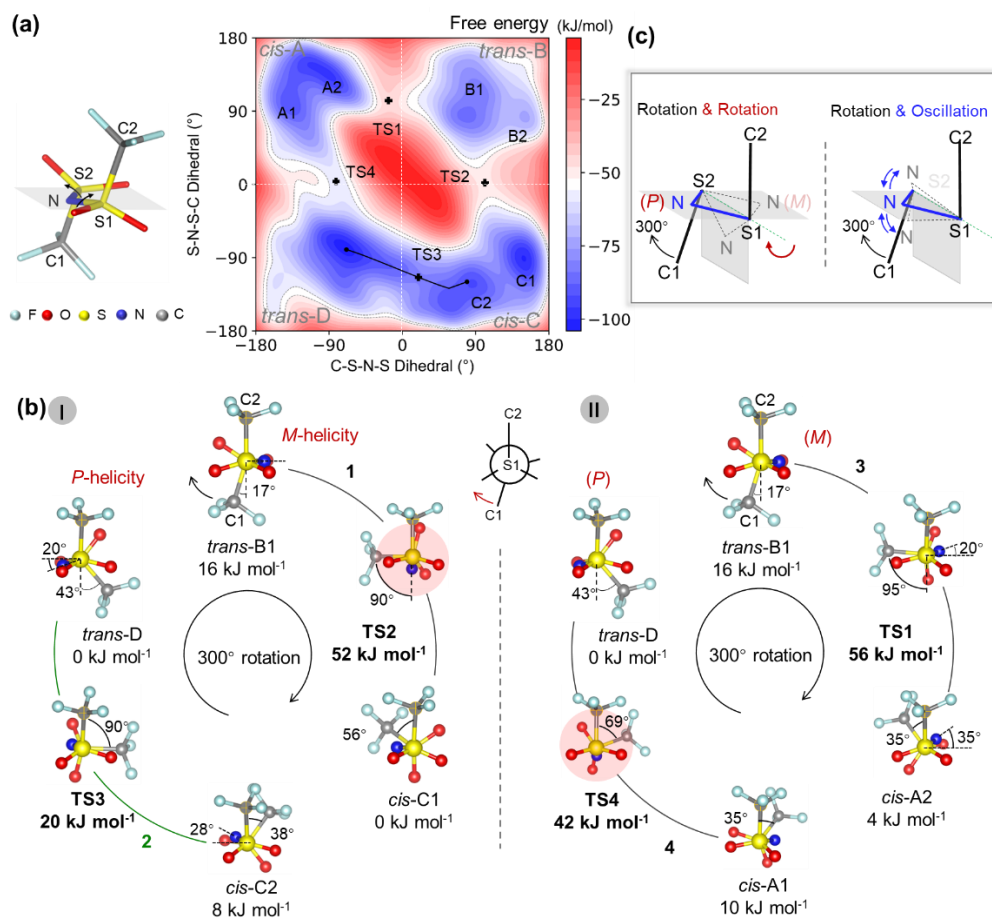 (a)
C2
S2
N
S1
C1
F O S N C
Free energy (kJ/mol)
180
90
0
−90
−180
S-N-S-C Dihedral (°)
cis-A
trans-B
A2
A1
B1
B2
TS1
TS4
TS2
TS3
C1
C2
trans-D
cis-C
−180 −90 0 90 180
C-S-N-S Dihedral (°)
−25
−50
−75
−100
(c)
Rotation & Rotation
C2
S2
(P)
N
N (M)
S1
300°
N
C1
Rotation & Oscillation
C2
N
S2
N
S1
300°
N
C1
(b)
I
C2
M-helicity
1
P-helicity
17°
C1
trans-B1
16 kJ mol⁻¹
20°
43°
trans-D
0 kJ mol⁻¹
90°
TS2
52 kJ mol⁻¹
300° rotation
90°
TS3
20 kJ mol⁻¹
56°
cis-C1
0 kJ mol⁻¹
2
28°
38°
cis-C2
8 kJ mol⁻¹
C2
S1
C1
II
(M)
3
(P)
17°
trans-B1
16 kJ mol⁻¹
43°
trans-D
0 kJ mol⁻¹
20°
95°
TS1
56 kJ mol⁻¹
300° rotation
69°
TS4
42 kJ mol⁻¹
35°
35°
cis-A2
4 kJ mol⁻¹
4
35°
cis-A1
10 kJ mol⁻¹